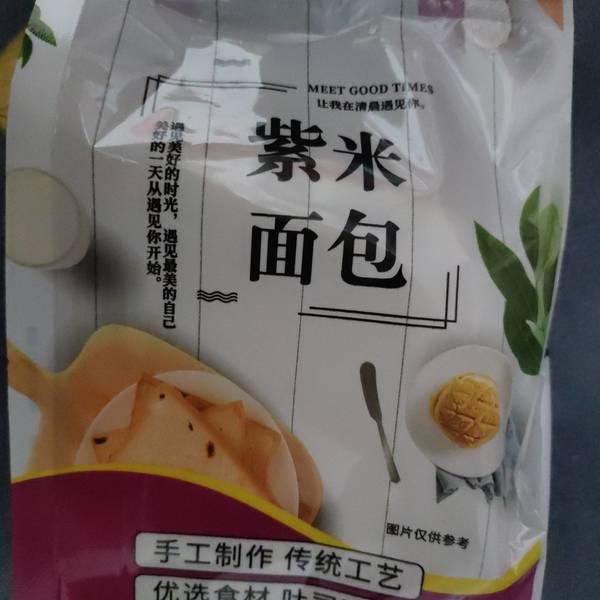 MEET GOOD TIMES
让我在清晨遇见你。
紫米
面包
遇见美好的时光，遇见最美的自己
美好的一天从遇见你开始。
图片仅供参考
手工制作 传统工艺
优选食材